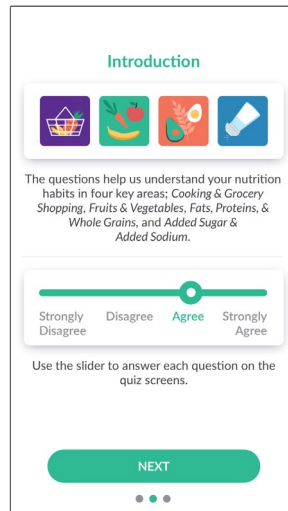 Introduction
The questions help us understand your nutrition
habits in four key areas; Cooking & Grocery
Shopping, Fruits & Vegetables, Fats, Proteins, &
Whole Grains, and Added Sugar &
Added Sodium.
Strongly Disagree Disagree Agree Strongly Agree
Use the slider to answer each question on the
quiz screens.
NEXT